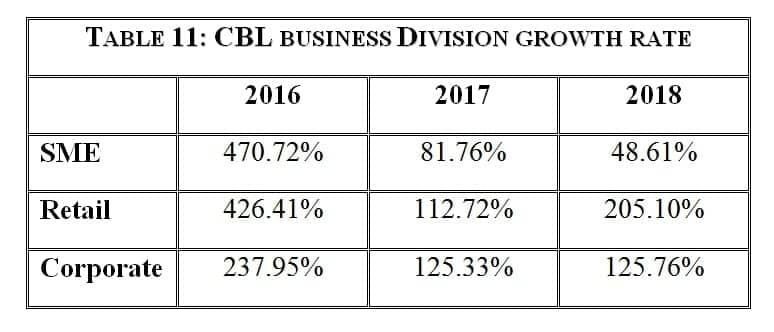 TABLE 11: CBL BUSINESS DIVISION GROWTH RATE
2016 2017 2018
SME 470.72% 81.76% 48.61%
Retail 426.41% 112.72% 205.10%
Corporate 237.95% 125.33% 125.76%